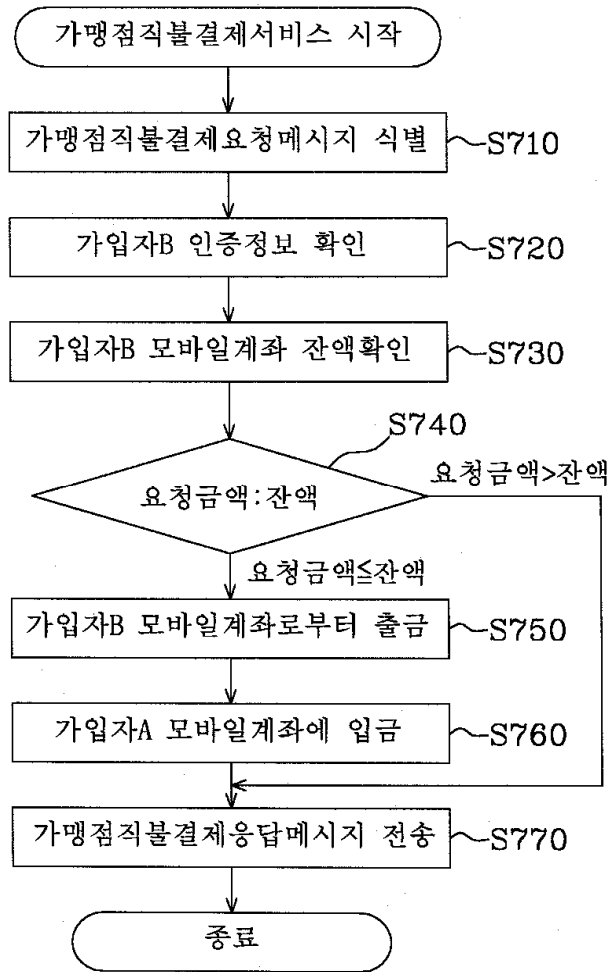 가맹점직불결제서비스 시작
가맹점직불결제요청메시지 식별
S710
가입자B 인증정보 확인
S720
가입자B 모바일계좌 잔액확인
S730
S740
요청금액:잔액
요청금액>잔액
요청금액≦잔액
가입자B 모바일계좌로부터 출금
S750
가입자A 모바일계좌에 입금
S760
가맹점직불결제응답메시지 전송
S770
종료